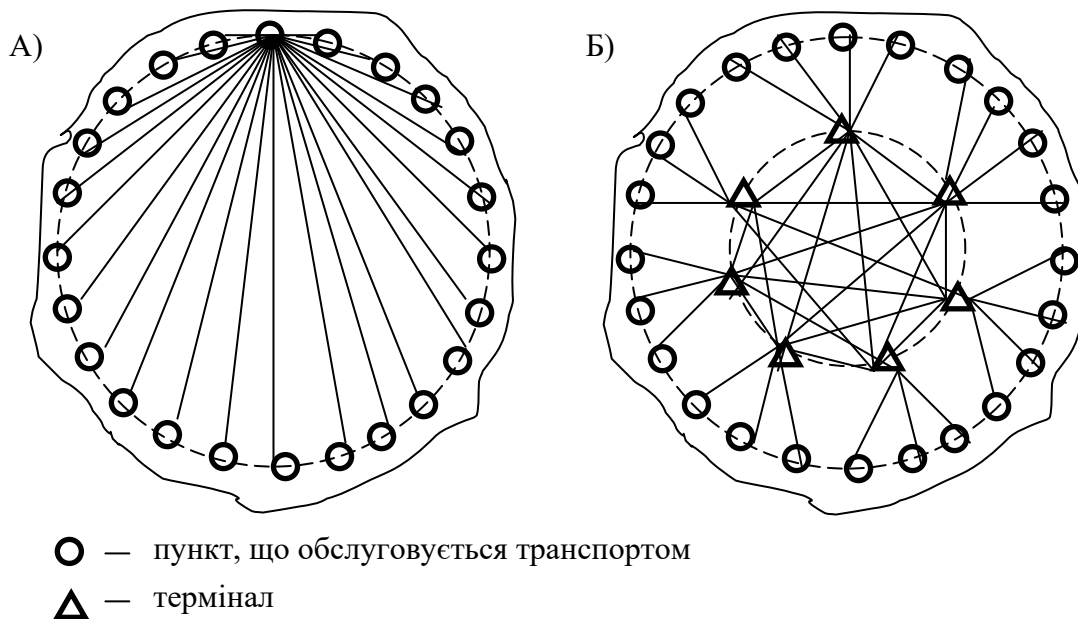 А)
Б)
— пункт, що обслуговується транспортом
— термінал